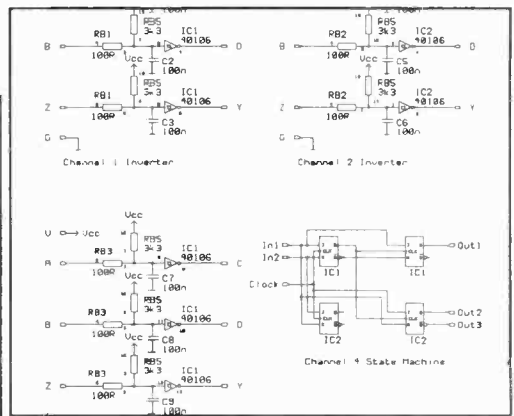 RB5
IC1
B
RB1
3k3
40106
D
100R
Vcc
C2
100n
RB5
IC1
Z
RB1
3k3
40106
Y
100R
C3
100n
G
Channel 1 Inverter
RB5
IC2
B
RB2
3k3
40106
D
100R
Vcc
C5
100n
RB5
IC2
Z
RB2
3k3
40106
Y
100R
C6
100n
G
Channel 2 Inverter
Vcc
V
Vcc
RB5
IC1
A
RB3
3k3
40106
C
100R
Vcc
C7
100n
RB5
IC1
B
RB3
3k3
40106
D
100R
Vcc
C8
100n
RB5
IC1
Z
RB3
3k3
40106
Y
100R
C9
100n
In1
In2
Clock
IC1
IC1
IC2
IC2
Out1
Out2
Out3
Channel 4 State Machine